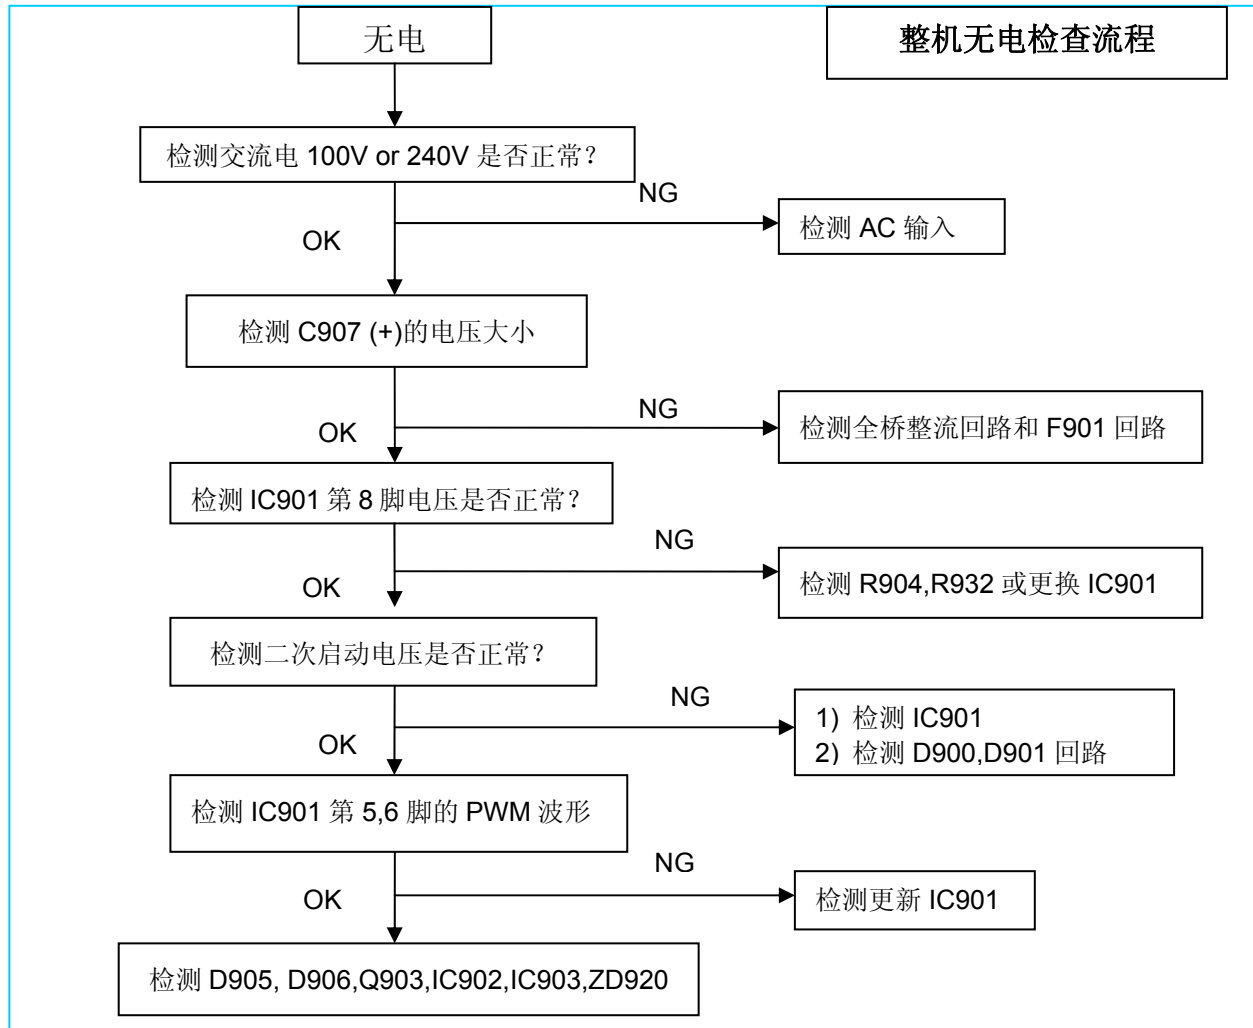 无电
整机无电检查流程
检测交流电 100V or 240V 是否正常?
NG
检测 AC 输入
OK
检测 C907 (+)的电压大小
NG
检测全桥整流回路和 F901 回路
OK
检测 IC901 第 8 脚电压是否正常?
NG
检测 R904,R932 或更换 IC901
OK
检测二次启动电压是否正常?
NG
1) 检测 IC901
2) 检测 D900,D901 回路
OK
检测 IC901 第 5,6 脚的 PWM 波形
NG
检测更新 IC901
OK
检测 D905, D906,Q903,IC902,IC903,ZD920